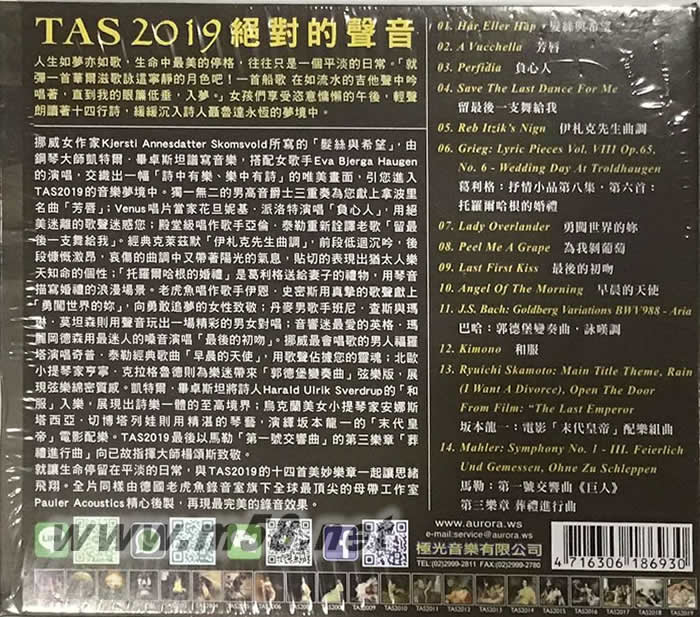 TAS 2019 絕對的聲音
人生如夢亦如歌，生命中最美的停格，往往只是一個平淡的日常。「就
彈一首華爾滋歌詠這寧靜的月色吧！一首船歌 在如流水的吉他聲中吟
唱著，直到我的眼簾低垂，入夢。」女孩們享受恣意慵懶的午後，輕聲
朗讀著十四行詩，緩緩沉入詩人聶魯達永恆的夢境中。
挪威女作家Kjersti Annesdatter Skomsvold所寫的「髮絲與希望」，由
鋼琴大師凱特爾．畢卓斯坦譜寫音樂，搭配女歌手Eva Bjerga Haugen
的演唱，交織出一幅「詩中有樂、樂中有詩」的唯美畫面，引您進入
TAS2019的音樂夢境中。獨一無二的男高音爵士三重奏為您獻上拿波里
名曲「芳唇」；Venus唱片當家花旦妮基．派洛特演唱「負心人」，用絕
美迷離的歌聲迷惑您；殿堂級唱作歌手亞倫．泰勒重新詮譯老歌「留最
後一支舞給我」。經典克萊茲默「伊札克先生曲調」，前段低迴沉吟，後
段慷慨激昂，哀傷的曲調中又帶著陽光的氣息，貼切的表現出猶太人樂
天知命的個性；「托羅爾哈根的婚禮」是葛利格送給妻子的禮物，用琴音
描寫婚禮的浪漫場景。老虎魚唱作歌手伊恩．史密斯用真摯的歌聲獻上
「勇闖世界的妳」，向勇敢追夢的女性致敬；丹麥男歌手班尼．查斯與瑪
琳．莫坦森則用聲音玩出一場精彩的男女對唱；音響迷最愛的英格．瑪
麗岡德森用最迷人的嗓音演唱「最後的初吻」。挪威最會唱歌的男人福羅
塔演唱奇普．泰勒經典歌曲「早晨的天使」，用歌聲佔據您的靈魂；北歐
小提琴家亨寧．克拉格魯德則為樂迷帶來「郭德堡變奏曲」弦樂版，展
現弦樂綿密質感。凱特爾．畢卓斯坦將詩人Harald Ulrik Sverdrup的「和
服」入樂，展現出詩樂一體的至高境界；烏克蘭美女小提琴家安娜斯
塔西亞．切博塔列娃則用精湛的琴藝，演繹坂本龍一的「末代皇
帝」電影配樂。TAS2019最後以馬勒「第一號交響曲」的第三樂章「葬
禮進行曲」向已故指揮大師楊頌斯致敬。
就讓生命停留在平淡的日常，與TAS2019的十四首美妙樂章一起讓思緒
飛翔。全片同樣由德國老虎魚錄音室旗下全球最頂尖的母帶工作室
Pauler Acoustics精心後製，再現最完美的錄音效果。
01. Hår Eller Håp，髮絲與希望
02. A Vucchella 芳唇
03. Perfidia 負心人
04. Save The Last Dance For Me
留最後一支舞給我
05. Reb Itzik's Nign 伊札克先生曲調
06. Grieg: Lyric Pieces Vol. VIII Op.65,
No. 6 - Wedding Day At Troldhaugen
葛利格：抒情小品第八集，第六首：
托羅爾哈根的婚禮
07. Lady Overlander 勇闖世界的妳
08. Peel Me A Grape 為我剝葡萄
09. Last First Kiss 最後的初吻
10. Angel Of The Morning 早晨的天使
11. J.S. Bach: Goldberg Variations BWV988 - Aria
巴哈：郭德堡變奏曲，詠嘆調
12. Kimono 和服
13. Ryuichi Skamoto: Main Title Theme, Rain
(I Want A Divorce), Open The Door
From Film: “The Last Emperor
坂本龍一：電影「末代皇帝」配樂組曲
14. Mahler: Symphony No. 1 - III. Feierlich
Und Gemessen, Ohne Zu Schleppen
馬勒：第一號交響曲《巨人》
第三樂章 葬禮進行曲
www.aurora.ws
e-mail:service@aurora.ws
極光音樂有限公司
TEL:(02)2999-2811 FAX:(02)2999-2780
4 716306 186930
LINE
www.m58.net
TAS2009 TAS2010 TAS2011 TAS2012 TAS2013 TAS2014 TAS2015 TAS2016 TAS2017 TAS2018 TAS2019